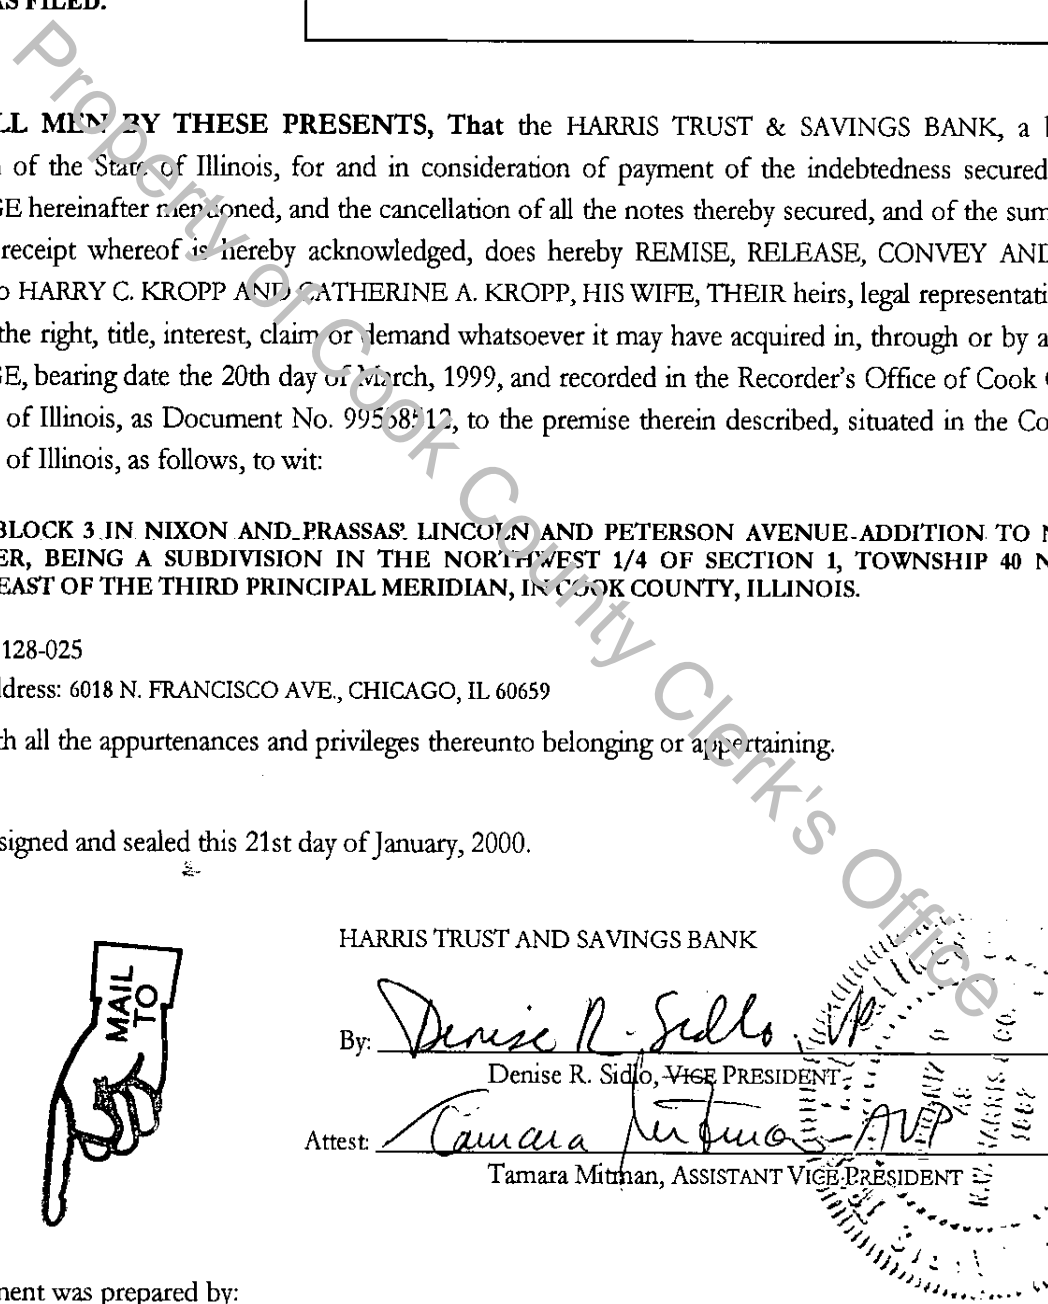 AS FILED.
LL MEN BY THESE PRESENTS, That the HARRIS TRUST & SAVINGS BANK, a
of the State of Illinois, for and in consideration of payment of the indebtedness secured
GE hereinafter mentioned, and the cancellation of all the notes thereby secured, and of the sum
receipt whereof is hereby acknowledged, does hereby REMISE, RELEASE, CONVEY AND
o HARRY C. KROPP AND CATHERINE A. KROPP, HIS WIFE, THEIR heirs, legal representati
the right, title, interest, claim or demand whatsoever it may have acquired in, through or by a
GE, bearing date the 20th day of March, 1999, and recorded in the Recorder's Office of Cook
of Illinois, as Document No. 99568512, to the premise therein described, situated in the Co
of Illinois, as follows, to wit:
BLOCK 3 IN NIXON AND PRASSAS' LINCOLN AND PETERSON AVENUE ADDITION TO N
ER, BEING A SUBDIVISION IN THE NORTHWEST 1/4 OF SECTION 1, TOWNSHIP 40 N
EAST OF THE THIRD PRINCIPAL MERIDIAN, IN COOK COUNTY, ILLINOIS.
128-025
ddress: 6018 N. FRANCISCO AVE., CHICAGO, IL 60659
th all the appurtenances and privileges thereunto belonging or appertaining.
signed and sealed this 21st day of January, 2000.
HARRIS TRUST AND SAVINGS BANK
MAIL
TO
By: Denise R. Sidlo, VP
Denise R. Sidlo, VICE PRESIDENT
Attest: Tamara Mitman AVP
Tamara Mitman, ASSISTANT VICE PRESIDENT
ment was prepared by:
Property of Cook County Clerk's Office